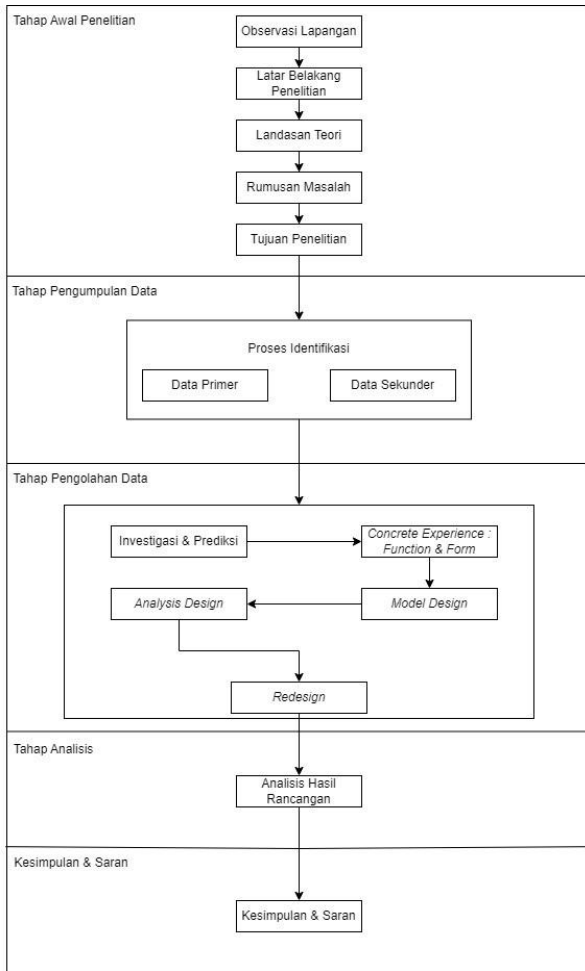 Tahap Awal Penelitian
Observasi Lapangan
Latar Belakang
Penelitian
Landasan Teori
Rumusan Masalah
Tujuan Penelitian
Tahap Pengumpulan Data
Proses Identifikasi
Data Primer
Data Sekunder
Tahap Pengolahan Data
Investigasi & Prediksi
Concrete Experience :
Function & Form
Analysis Design
Model Design
Redesign
Tahap Analisis
Analisis Hasil
Rancangan
Kesimpulan & Saran
Kesimpulan & Saran